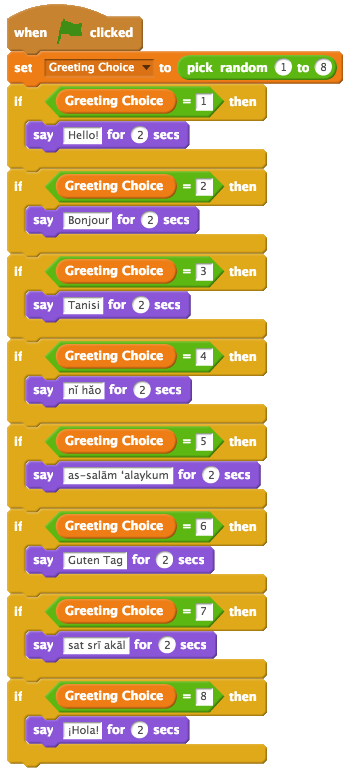 when clicked
set Greeting Choice to pick random 1 to 8
if Greeting Choice = 1 then
say Hello! for 2 secs
if Greeting Choice = 2 then
say Bonjour for 2 secs
if Greeting Choice = 3 then
say Tanisi for 2 secs
if Greeting Choice = 4 then
say nǐ hǎo for 2 secs
if Greeting Choice = 5 then
say as-salām 'alaykum for 2 secs
if Greeting Choice = 6 then
say Guten Tag for 2 secs
if Greeting Choice = 7 then
say sat srī akāl for 2 secs
if Greeting Choice = 8 then
say ¡Hola! for 2 secs